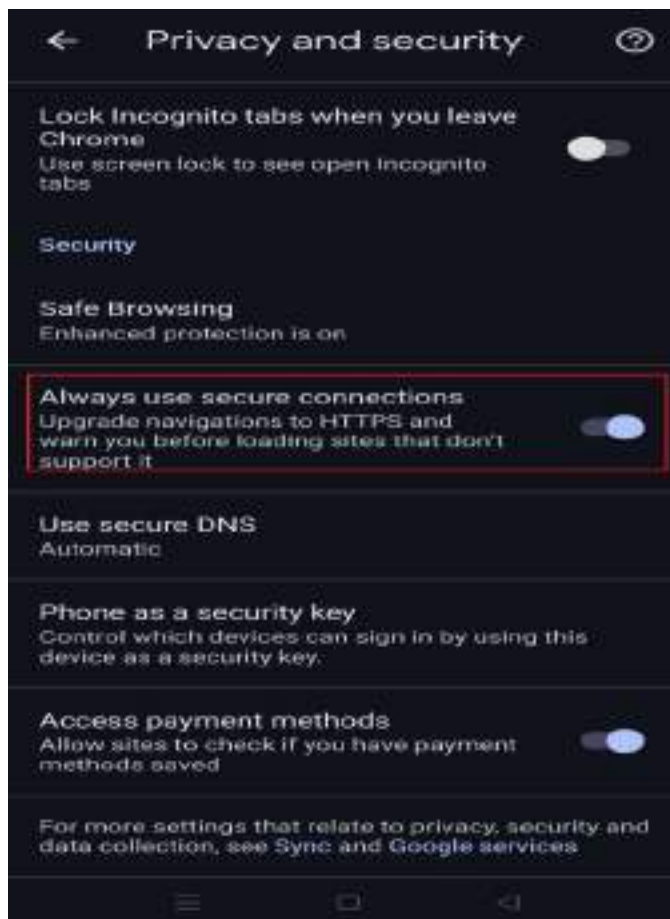 Privacy and security
Lock Incognito tabs when you leave
Chrome
Use screen lock to see open Incognito
tabs
Security
Safe Browsing
Enhanced protection is on
Always use secure connections
Upgrade navigations to HTTPS and
warn you before loading sites that don't
support it
Use secure DNS
Automatic
Phone as a security key
Control which devices can sign in by using this
device as a security key.
Access payment methods
Allow sites to check if you have payment
methods saved
For more settings that relate to privacy, security and
data collection, see Sync and Google services